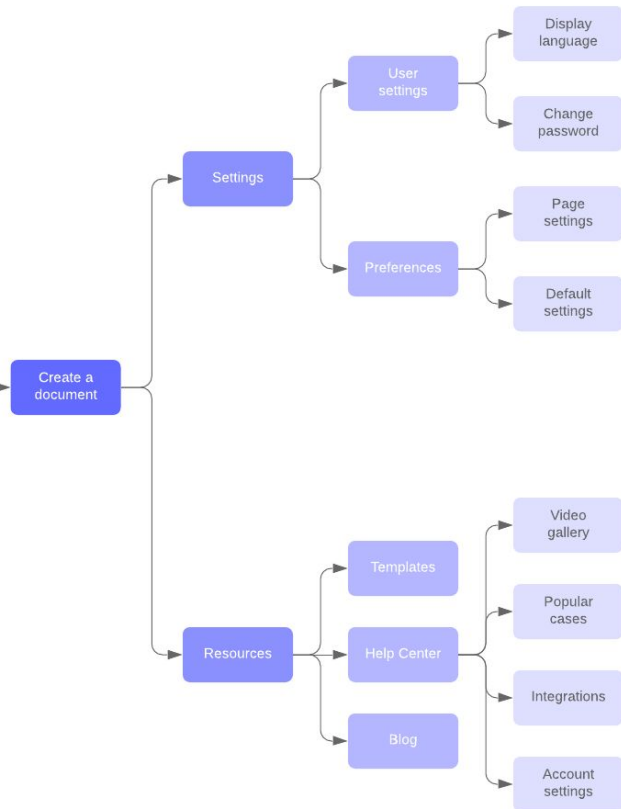 Display
language
User
settings
Change
password
Settings
Page
settings
Preferences
Default
settings
Create a
document
Video
gallery
Templates
Popular
cases
Resources
Help Center
Integrations
Blog
Account
settings